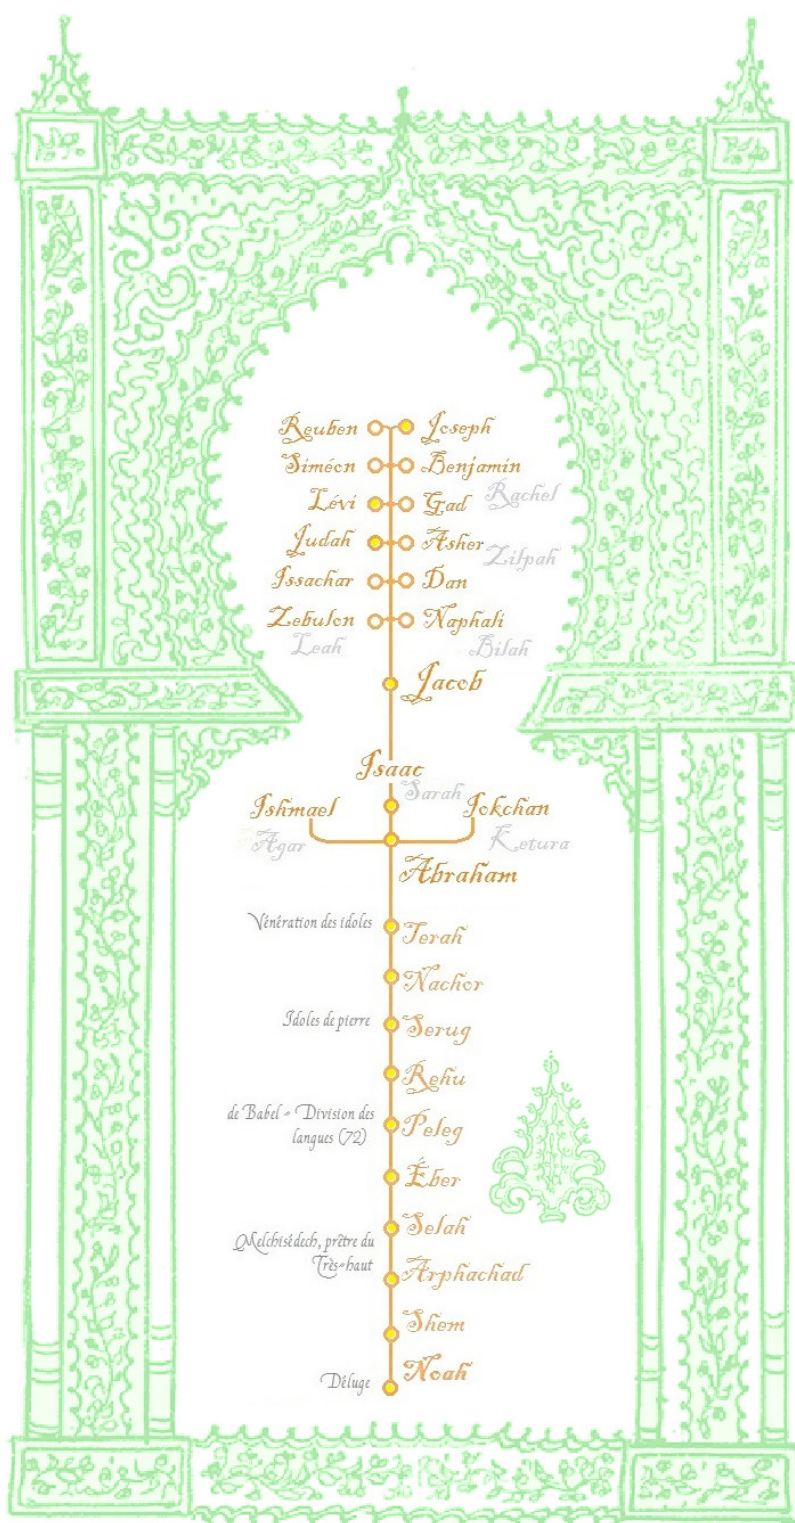 Reuben Joseph
Siméon Benjamin
Lévi Gad Rachel
Judah Asher Zilpah
Issachar Dan
Zebulon Naphali
Leah Bilah
Jacob
Isaac
Sarah
Ishmael Jokchan
Agar Ketura
Abraham
Vénération des idoles
Terah
Nachor
Idoles de pierre
Serug
Rehu
de Babel - Division des
langues (72)
Peleg
Éber
Selah
Melchisédech, prêtre du
Très-haut
Arphachad
Shem
Noah
Déluge